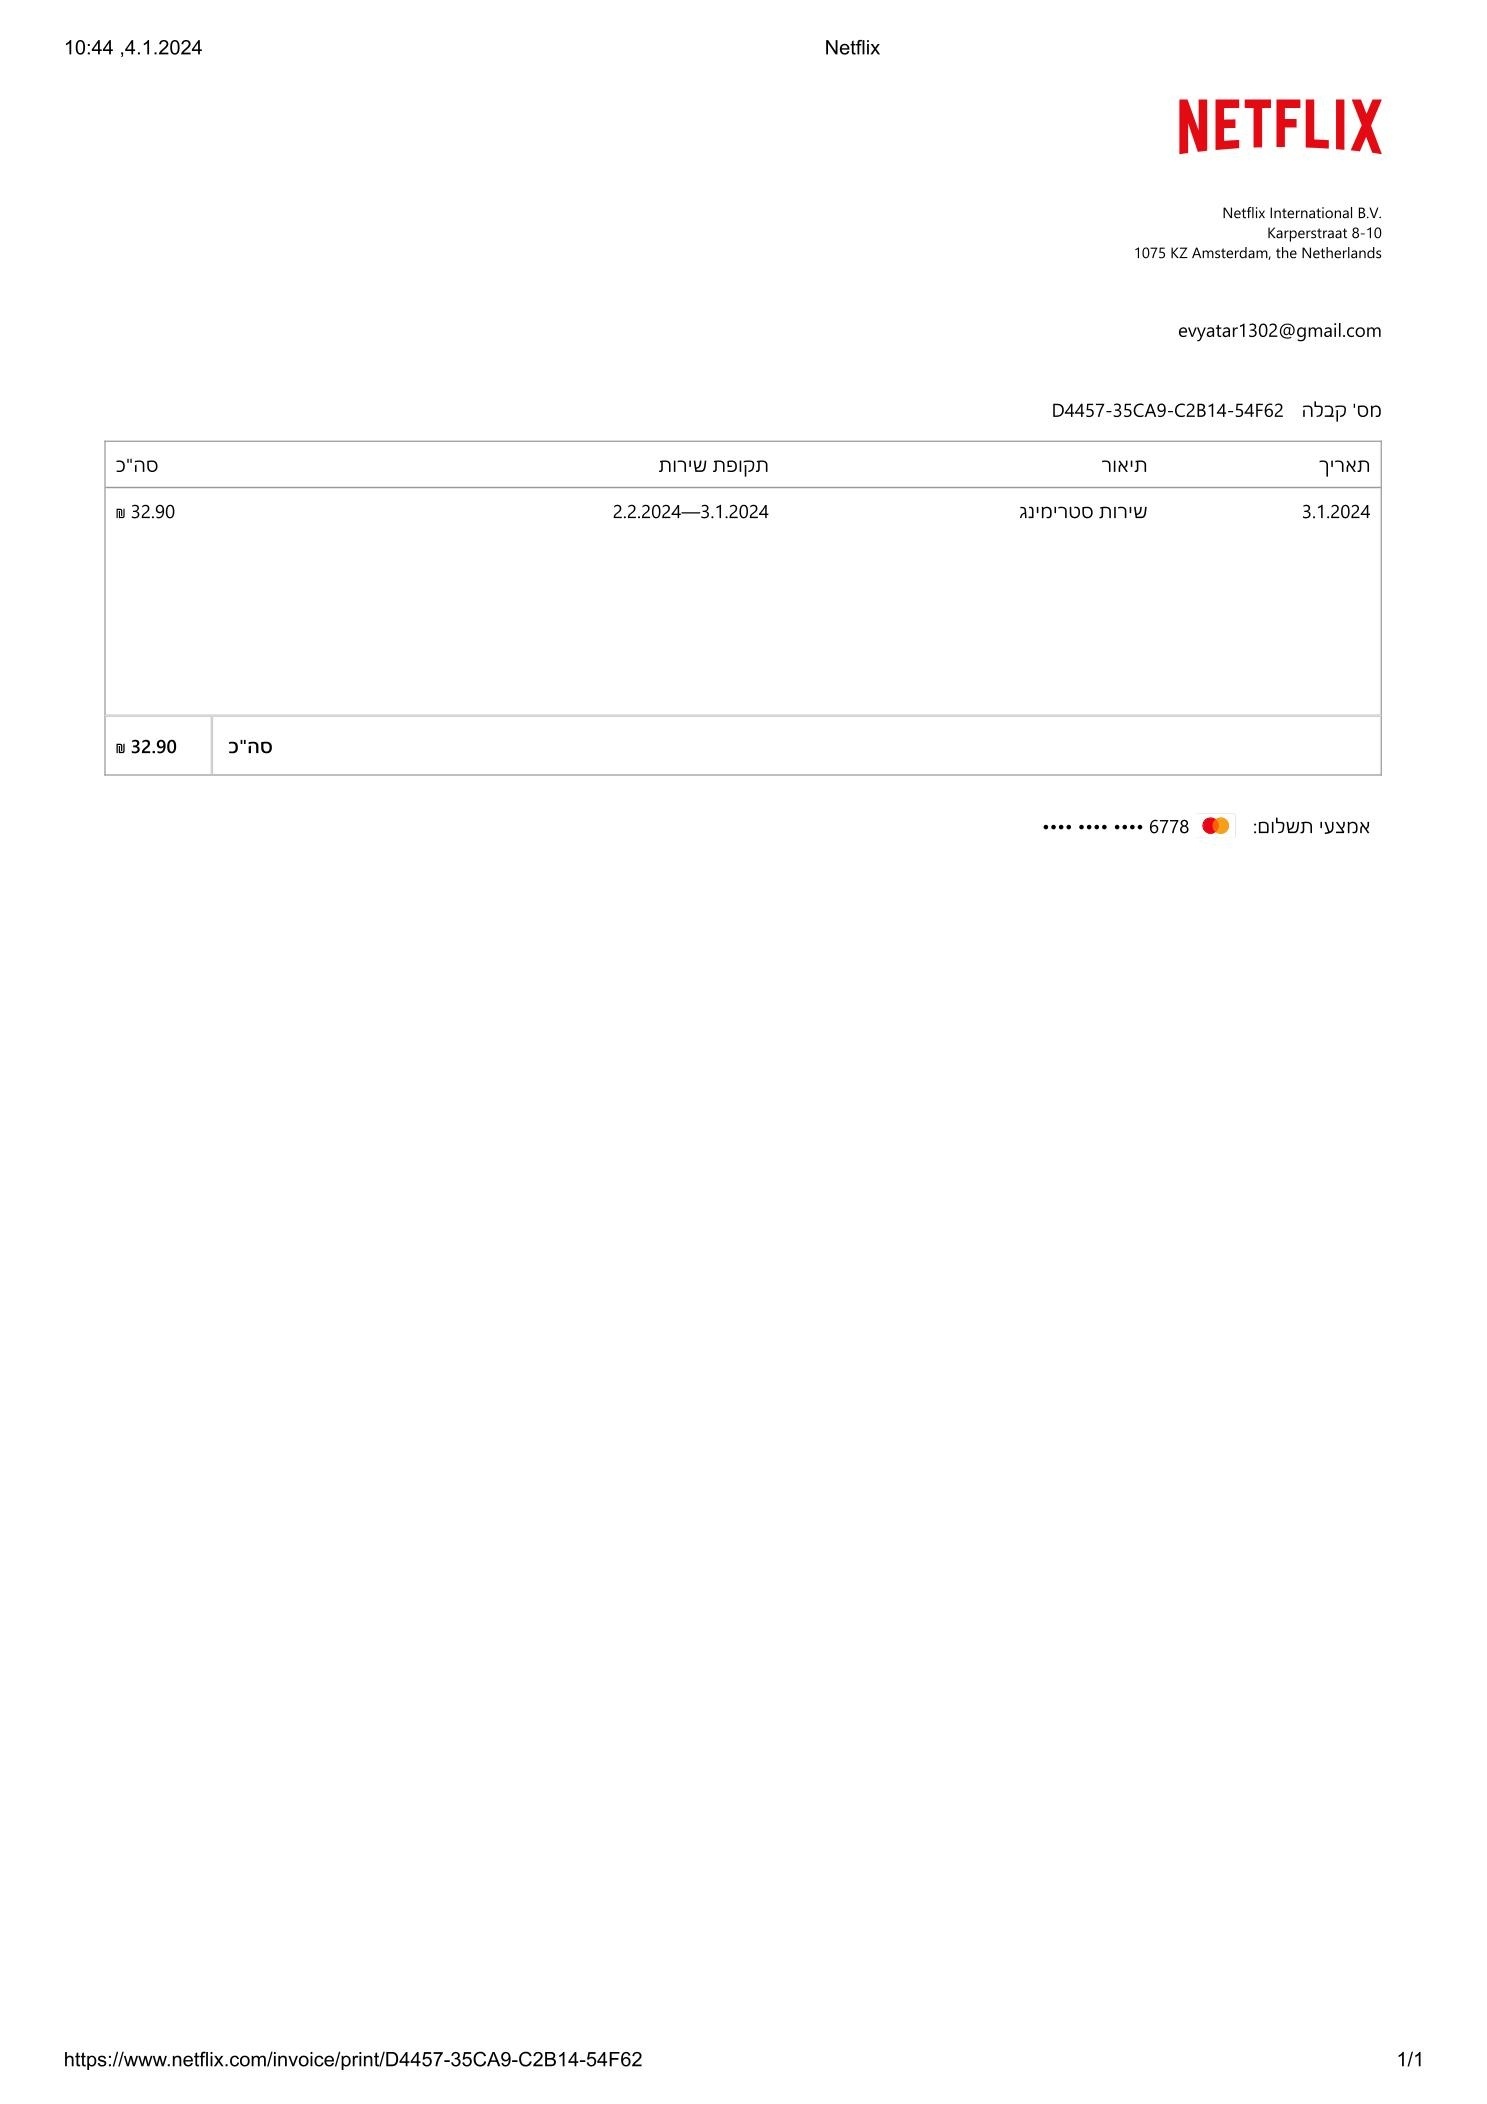 10:44 ,4.1.2024 Netflix
NETFLIX
Netflix International B.V.
Karperstraat 8-10
1075 KZ Amsterdam, the Netherlands
evyatar1302@gmail.com
מס' קבלה D4457-35CA9-C2B14-54F62
תאריך תיאור תקופת שירות סה"כ
3.1.2024 שירות סטרימינג 3.1.2024—2.2.2024 32.90 ₪
סה"כ 32.90 ₪
אמצעי תשלום: •••• •••• •••• 6778
https://www.netflix.com/invoice/print/D4457-35CA9-C2B14-54F62 1/1